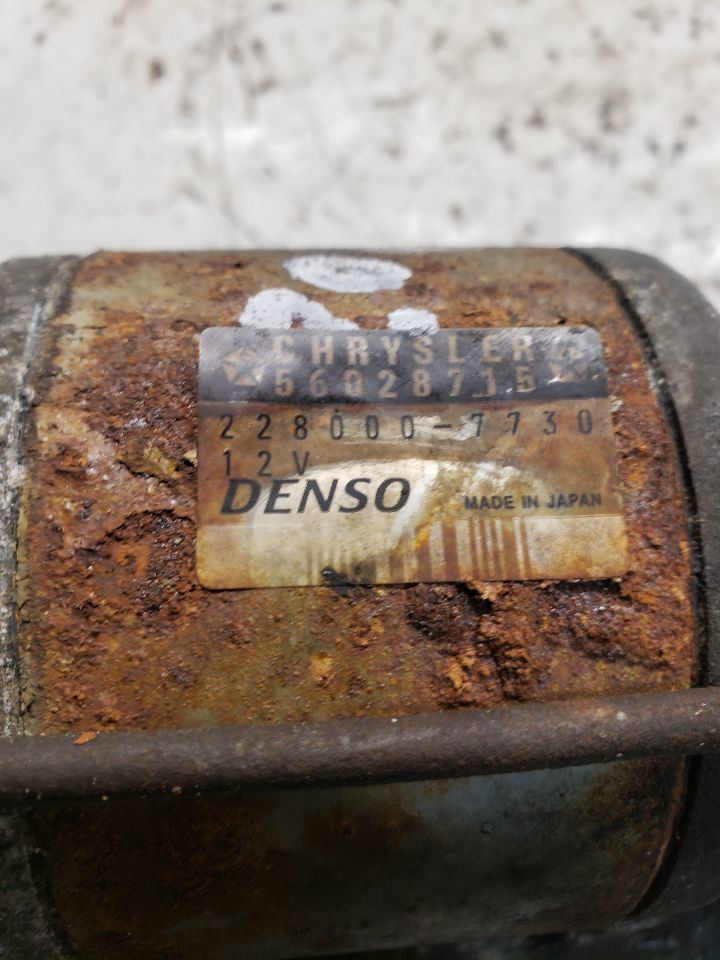 CHRYSLER
56028715
228000-7730
12V
DENSO MADE IN JAPAN